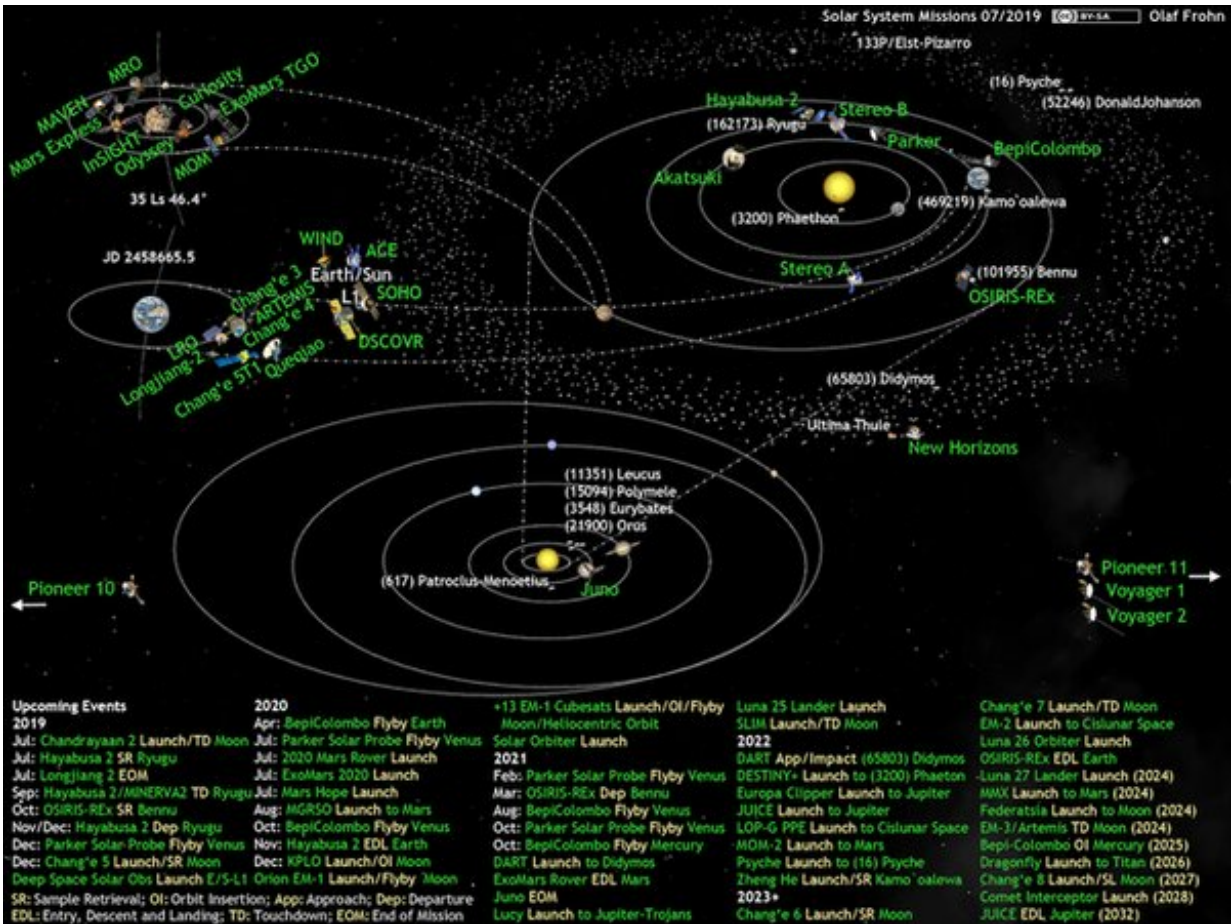 Solar System Missions 07/2019 BY-SA Olaf Frohn
133P/Elst-Pizarro
(16) Psyche
(52246) DonaldJohanson
MRO
MAVEN
Curiosity
ExoMars TGO
Mars Express
InSIGHT
Odyssey
MOM
35 Ls 46.4°
Hayabusa 2
Stereo B
(162173) Ryugu
Parker
BepiColombo
Akatsuki
(469219) Kamo`oalewa
(3200) Phaethon
JD 2458665.5
WIND
ACE
Earth/Sun
L1
SOHO
DSCOVR
Chang'e 3
ARTEMIS
Chang'e 4
LRO
Longjiang-2
Chang'e 5T1
Queqiao
Stereo A
(101955) Bennu
OSIRIS-REx
(65803) Didymos
Ultima Thule
New Horizons
(11351) Leucus
(15094) Polymele
(3548) Eurybates
(21900) Oros
(617) Patroclus-Menoetius
Juno
Pioneer 10
Pioneer 11
Voyager 1
Voyager 2
Upcoming Events
2019
Jul: Chandrayaan 2 Launch/TD Moon
Jul: Hayabusa 2 SR Ryugu
Jul: Longjiang 2 EOM
Sep: Hayabusa 2/MINERVA2 TD Ryugu
Oct: OSIRIS-REx SR Bennu
Nov/Dec: Hayabusa 2 Dep Ryugu
Dec: Parker Solar Probe Flyby Venus
Dec: Chang'e 5 Launch/SR Moon
Deep Space Solar Obs Launch E/S-L1
2020
Apr: BepiColombo Flyby Earth
Jul: Parker Solar Probe Flyby Venus
Jul: 2020 Mars Rover Launch
Jul: ExoMars 2020 Launch
Jul: Mars Hope Launch
Aug: MGRSO Launch to Mars
Oct: BepiColombo Flyby Venus
Nov: Hayabusa 2 EDL Earth
Dec: KPLO Launch/OI Moon
Orion EM-1 Launch/Flyby Moon
+13 EM-1 Cubesats Launch/OI/Flyby
Moon/Heliocentric Orbit
Solar Orbiter Launch
2021
Feb: Parker Solar Probe Flyby Venus
Mar: OSIRIS-REx Dep Bennu
Aug: BepiColombo Flyby Venus
Oct: Parker Solar Probe Flyby Venus
Oct: BepiColombo Flyby Mercury
DART Launch to Didymos
ExoMars Rover EDL Mars
Juno EOM
Lucy Launch to Jupiter-Trojans
Luna 25 Lander Launch
SLIM Launch/TD Moon
2022
DART App/Impact (65803) Didymos
DESTINY+ Launch to (3200) Phaeton
Europa Clipper Launch to Jupiter
JUICE Launch to Jupiter
LOP-G PPE Launch to Cislunar Space
MOM-2 Launch to Mars
Psyche Launch to (16) Psyche
Zheng He Launch/SR Kamo`oalewa
2023+
Chang'e 6 Launch/SR Moon
Chang'e 7 Launch/TD Moon
EM-2 Launch to Cislunar Space
Luna 26 Orbiter Launch
OSIRIS-REx EDL Earth
Luna 27 Lander Launch (2024)
MMX Launch to Mars (2024)
Federatsia Launch to Moon (2024)
EM-3/Artemis TD Moon (2024)
Bepi-Colombo OI Mercury (2025)
Dragonfly Launch to Titan (2026)
Chang'e 8 Launch/SL Moon (2027)
Comet Interceptor Launch (2028)
JUICE EDL Jupiter (2033)
SR: Sample Retrieval; OI: Orbit Insertion; App: Approach; Dep: Departure
EDL: Entry, Descent and Landing; TD: Touchdown; EOM: End of Mission